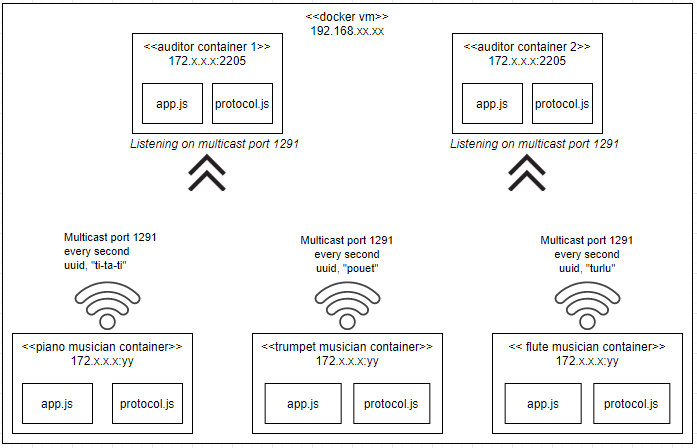 <<docker vm>>
192.168.xx.xx
<<auditor container 1>>
172.x.x.x:2205
app.js
protocol.js
Listening on multicast port 1291
<<auditor container 2>>
172.x.x.x:2205
app.js
protocol.js
Listening on multicast port 1291
Multicast port 1291
every second
uuid, "ti-ta-ti"
Multicast port 1291
every second
uuid, "pouet"
Multicast port 1291
every second
uuid, "turlu"
<<piano musician container>>
172.x.x.x:yy
app.js
protocol.js
<<trumpet musician container>>
172.x.x.x:yy
app.js
protocol.js
<< flute musician container>>
172.x.x.x:yy
app.js
protocol.js